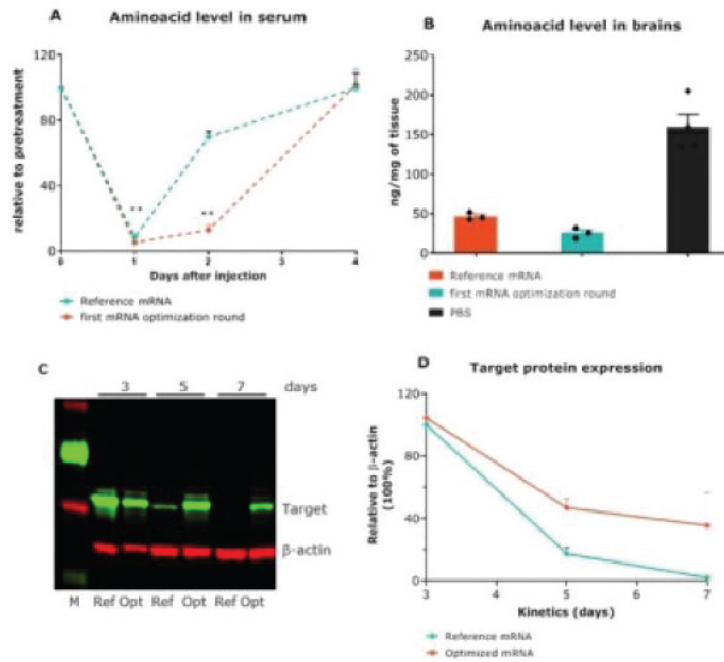 A
Aminoacid level in serum
relative to pretreatment
120
80
40
0
**
**
0 1 2 3 4
Days after injection
Reference mRNA
first mRNA optimization round
B
Aminoacid level in brains
ng/mg of tissue
250
200
150
100
50
0
Reference mRNA
first mRNA optimization round
PBS
C
3 5 7 days
Target
β-actin
M Ref Opt Ref Opt Ref Opt
D
Target protein expression
Relative to β-actin
(100%)
120
80
40
0
3 4 5 6 7
Kinetics (days)
Reference mRNA
Optimized mRNA